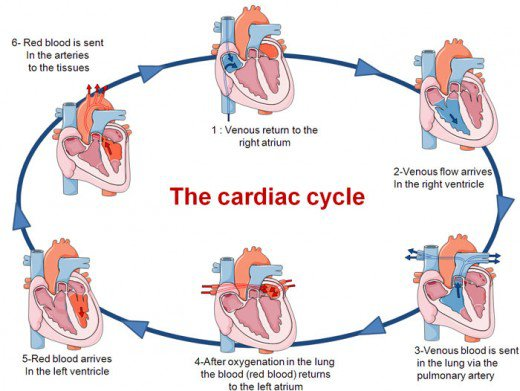 6- Red blood is sent
In the arteries
to the tissues
1 : Venous return to the
right atrium
2-Venous flow arrives
In the right ventricle
The cardiac cycle
5-Red blood arrives
In the left ventricle
4-After oxygenation in the lung
the blood (red blood) returns
to the left atrium
3-Venous blood is sent
in the lung via the
pulmonary artery